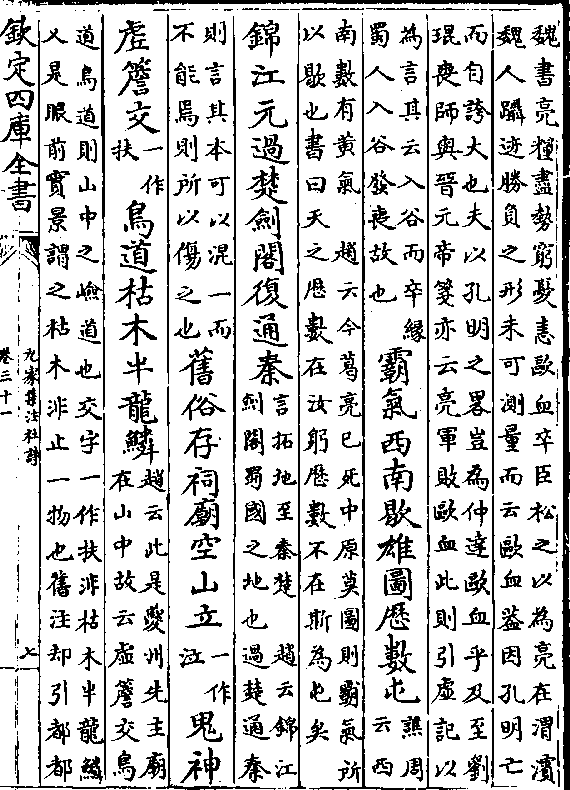 魏書亮糧盡勢窮憂恚歐血卒臣松之以為亮在渭濱
魏人躡迹勝負之形未可測量而云歐血葢因孔明亡
而自誇大也夫以孔明之畧豈為仲達歐血乎及至劉
琨喪師與晉元帝箋亦云亮軍敗歐血此則引虛記以
為言其云入谷而卒緣
蜀人入谷發喪故也
霸氣西南歇雄圖歷數屯
譙周
云西
南數有黄氣 趙云今葛亮已死中原莫圖則霸氣所
以歇也書曰天之歷數在汝躬歷數不在斯為屯矣
錦江元過楚劍閣復通秦
言拓地至秦楚 趙云錦江
劍閣蜀國之地也過楚通秦
則言其本可以混一而
不能焉則所以傷之也
舊俗存祠廟空山立
一作
江
鬼神
虚簷交
一作
扶
鳥道枯木半龍鱗
趙云此是夔州先主廟
在山中故云虚簷交鳥
道鳥道則山中之嶮道也交字一作扶非枯木半龍鱗
又是眼前實景謂之枯木非止一物也舊注却引都都
欽定四庫全書
九家集注杜詩
卷三十一
七